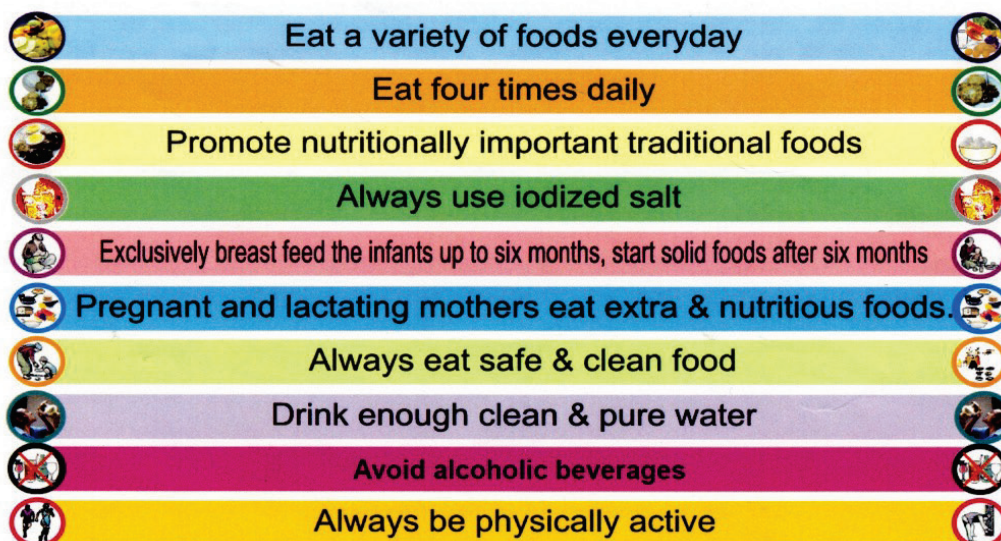 Eat a variety of foods everyday
Eat four times daily
Promote nutritionally important traditional foods
Always use iodized salt
Exclusively breast feed the infants up to six months, start solid foods after six months
Pregnant and lactating mothers eat extra & nutritious foods.
Always eat safe & clean food
Drink enough clean & pure water
Avoid alcoholic beverages
Always be physically active